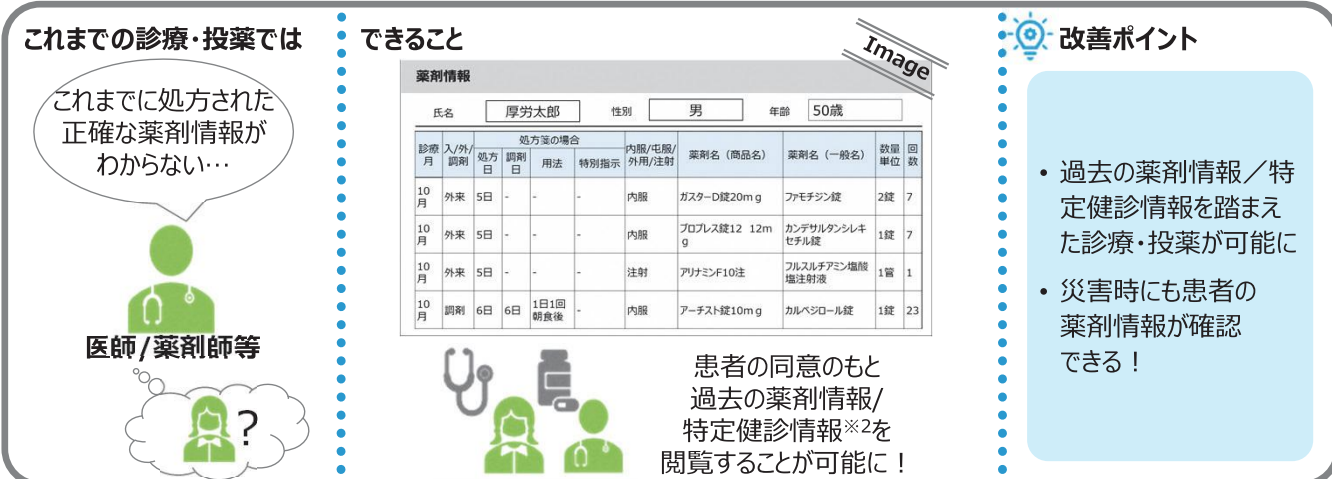 これまでの診療・投薬では
これまでに処方された
正確な薬剤情報が
わからない…
医師/薬剤師等
?
できること
Image
薬剤情報
氏名 厚労太郎 性別 男 年齢 50歳
診療月 入/外/調剤 処方箋の場合 処方日 調剤日 用法 特別指示 内服/屯服/外用/注射 薬剤名（商品名） 薬剤名（一般名） 数量単位 回数
10月 外来 5日 - - - 内服 ガスターD錠20mg ファモチジン錠 2錠 7
10月 外来 5日 - - - 内服 ブロプレス錠12 12mg カンデサルタンシレキセチル錠 1錠 7
10月 外来 5日 - - - 注射 アリナミンF10注 フルスルチアミン塩酸塩注射液 1管 1
10月 調剤 6日 6日 1日1回朝食後 - 内服 アーチスト錠10mg カルベジロール錠 1錠 23
患者の同意のもと
過去の薬剤情報/
特定健診情報※2を
閲覧することが可能に！
改善ポイント
• 過去の薬剤情報／特
定健診情報を踏まえ
た診療・投薬が可能に
• 災害時にも患者の
薬剤情報が確認
できる！